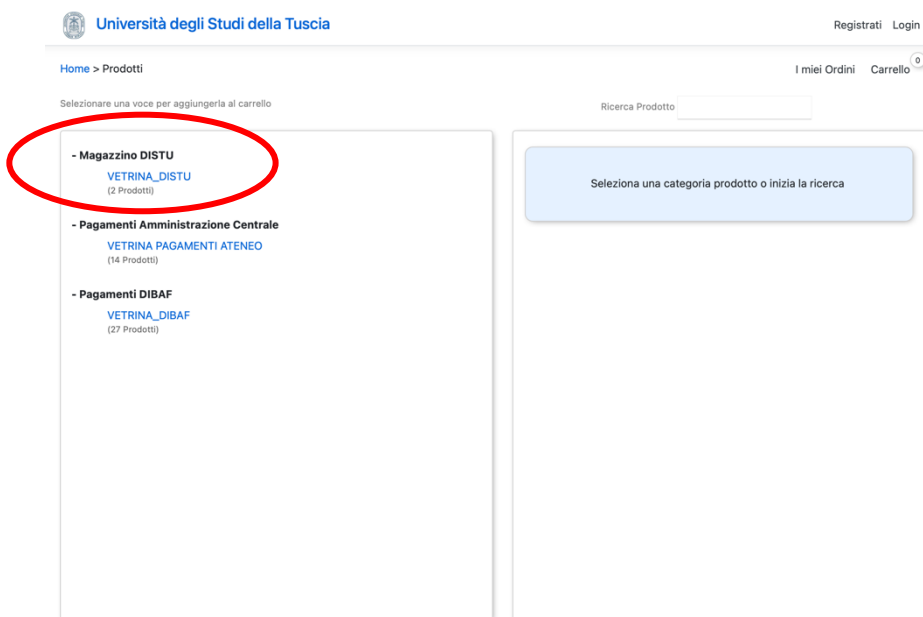 Università degli Studi della Tuscia
Registrati Login
Home > Prodotti
I miei Ordini Carrello 0
Selezionare una voce per aggiungerla al carrello
Ricerca Prodotto
- Magazzino DISTU
VETRINA_DISTU
(2 Prodotti)
- Pagamenti Amministrazione Centrale
VETRINA PAGAMENTI ATENEO
(14 Prodotti)
- Pagamenti DIBAF
VETRINA_DIBAF
(27 Prodotti)
Seleziona una categoria prodotto o inizia la ricerca